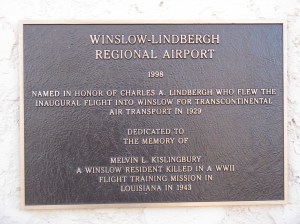 WINSLOW-LINDBERGH
REGIONAL AIRPORT
1998
NAMED IN HONOR OF CHARLES A. LINDBERGH WHO FLEW THE
INAUGURAL FLIGHT INTO WINSLOW FOR TRANSCONTINENTAL
AIR TRANSPORT IN 1929
DEDICATED TO
THE MEMORY OF
MELVIN L. KISLINGBURY
A WINSLOW RESIDENT KILLED IN A WWII
FLIGHT TRAINING MISSION IN
LOUISIANA IN 1943